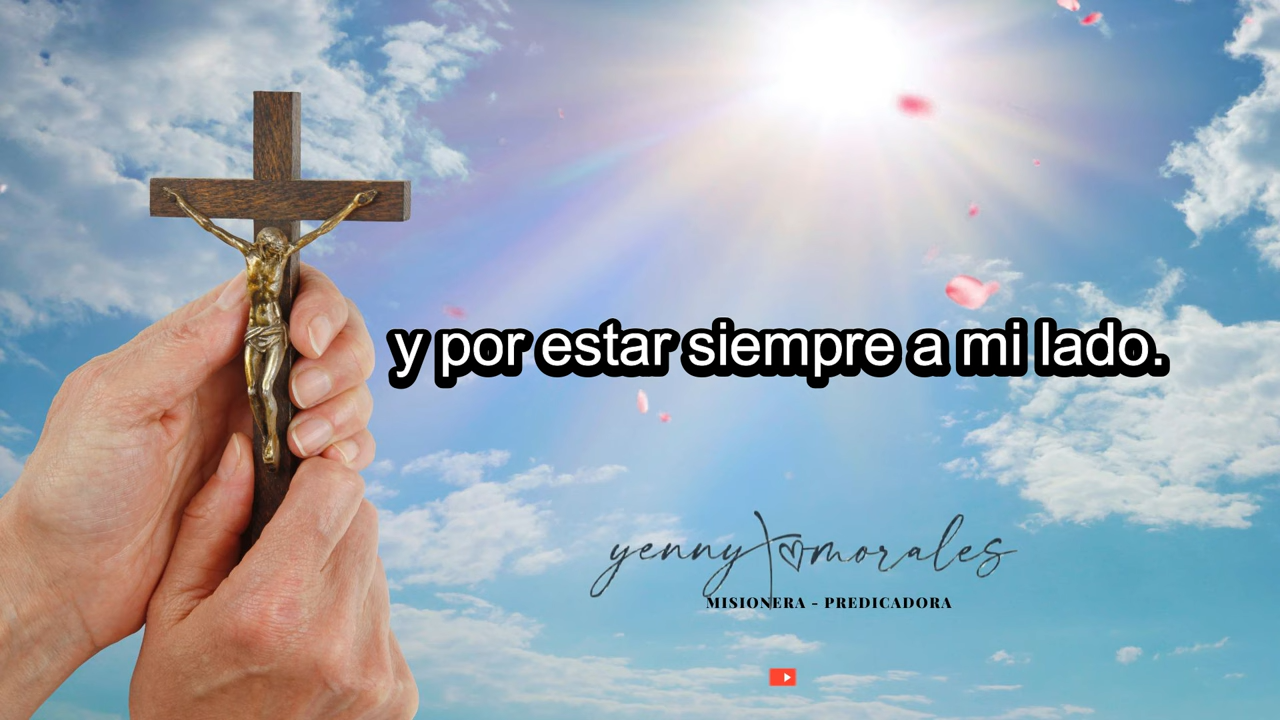 y por estar siempre a mi lado.
yenny morales
MISIONERA - PREDICADORA